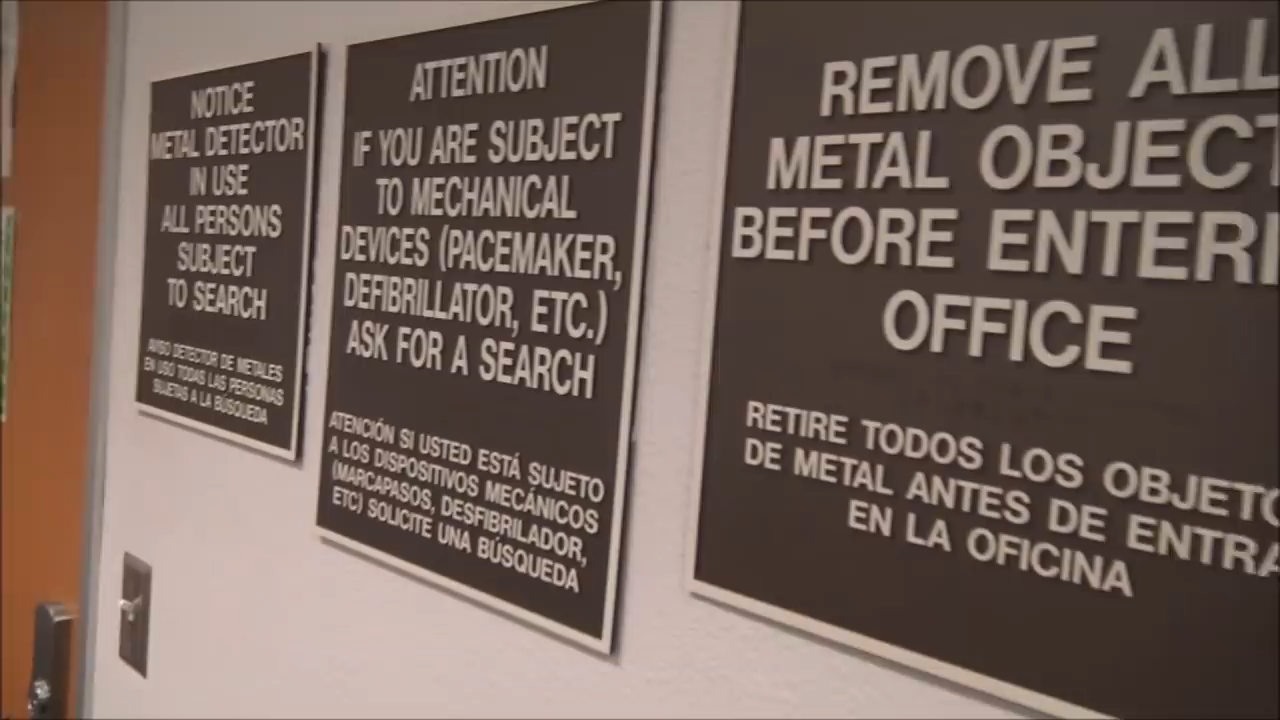 NOTICE
METAL DETECTOR
IN USE
ALL PERSONS
SUBJECT
TO SEARCH
AVISO DETECTOR DE METALES
EN USO TODAS LAS PERSONAS
SUJETAS A LA BÚSQUEDA
ATTENTION
IF YOU ARE SUBJECT
TO MECHANICAL
DEVICES (PACEMAKER,
DEFIBRILLATOR, ETC.)
ASK FOR A SEARCH
ATENCIÓN SI USTED ESTÁ SUJETO
A LOS DISPOSITIVOS MECÁNICOS
(MARCAPASOS, DESFIBRILADOR,
ETC) SOLICITE UNA BÚSQUEDA
REMOVE ALL
METAL OBJECT
BEFORE ENTERI
OFFICE
RETIRE TODOS LOS OBJETO
DE METAL ANTES DE ENTRA
EN LA OFICINA